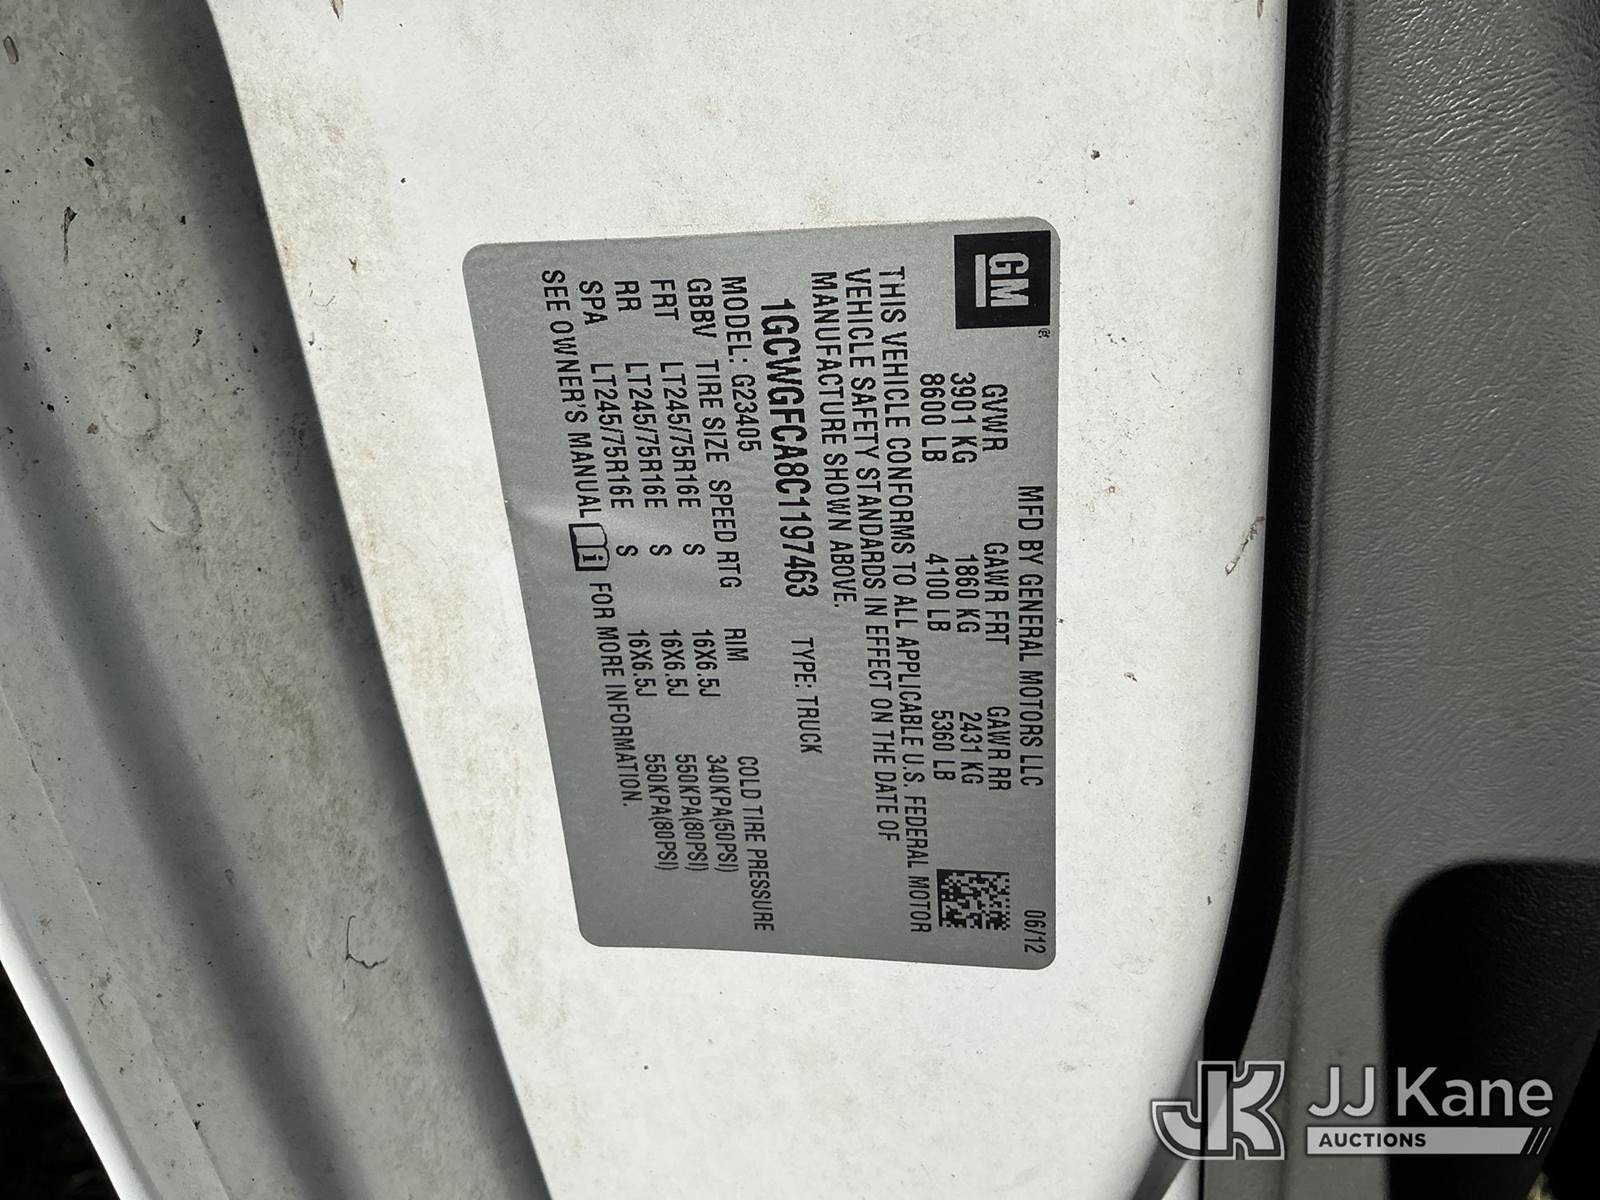 GM®
MFD BY GENERAL MOTORS LLC 06/12
GVWR GAWR FRT GAWR RR
3901 KG 1860 KG 2431 KG
8600 LB 4100 LB 5360 LB
THIS VEHICLE CONFORMS TO ALL APPLICABLE U.S. FEDERAL MOTOR
VEHICLE SAFETY STANDARDS IN EFFECT ON THE DATE OF
MANUFACTURE SHOWN ABOVE.
1GCWGFCA8C1197463 TYPE: TRUCK
MODEL: G23405
GBBV TIRE SIZE SPEED RTG RIM COLD TIRE PRESSURE
FRT LT245/75R16E S 16X6.5J 340KPA(50PSI)
RR LT245/75R16E S 16X6.5J 550KPA(80PSI)
SPA LT245/75R16E S 16X6.5J 550KPA(80PSI)
SEE OWNER'S MANUAL i FOR MORE INFORMATION.
JK JJ Kane
AUCTIONS